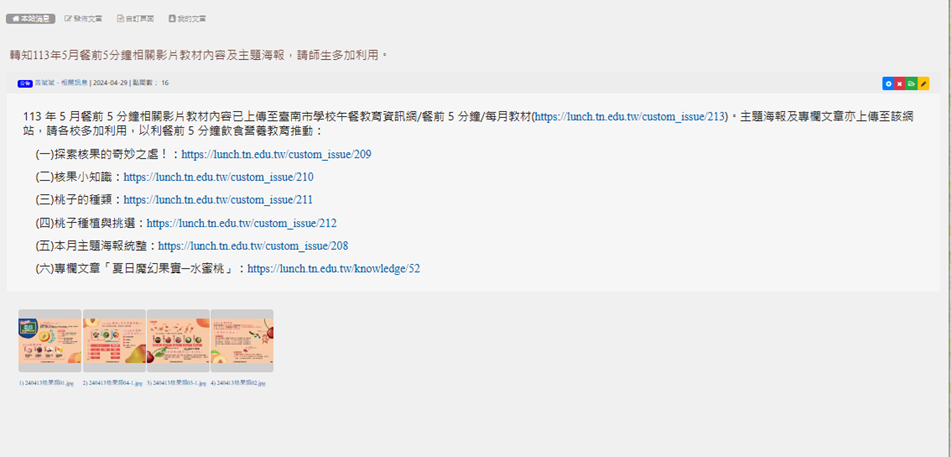 本站消息 發佈文章 自訂頁面 我的文章
轉知113年5月餐前5分鐘相關影片教材內容及主題海報，請師生多加利用。
公告 - 相關訊息 | 2024-04-29 | 點閱數： 16
113 年 5 月餐前 5 分鐘相關影片教材內容已上傳至臺南市學校午餐教育資訊網/餐前 5 分鐘/每月教材(https://lunch.tn.edu.tw/custom_issue/213)。主題海報及專欄文章亦上傳至該網
站，請各校多加利用，以利餐前 5 分鐘飲食營養教育推動：
(一)探索核果的奇妙之處！：https://lunch.tn.edu.tw/custom_issue/209
(二)核果小知識：https://lunch.tn.edu.tw/custom_issue/210
(三)桃子的種類：https://lunch.tn.edu.tw/custom_issue/211
(四)桃子種植與挑選：https://lunch.tn.edu.tw/custom_issue/212
(五)本月主題海報統整：https://lunch.tn.edu.tw/custom_issue/208
(六)專欄文章「夏日魔幻果實─水蜜桃」：https://lunch.tn.edu.tw/knowledge/52
1) 240413核果類01.jpg 2) 240413核果類04-1.jpg 3) 240413核果類03-1.jpg 4) 240413核果類02.jpg